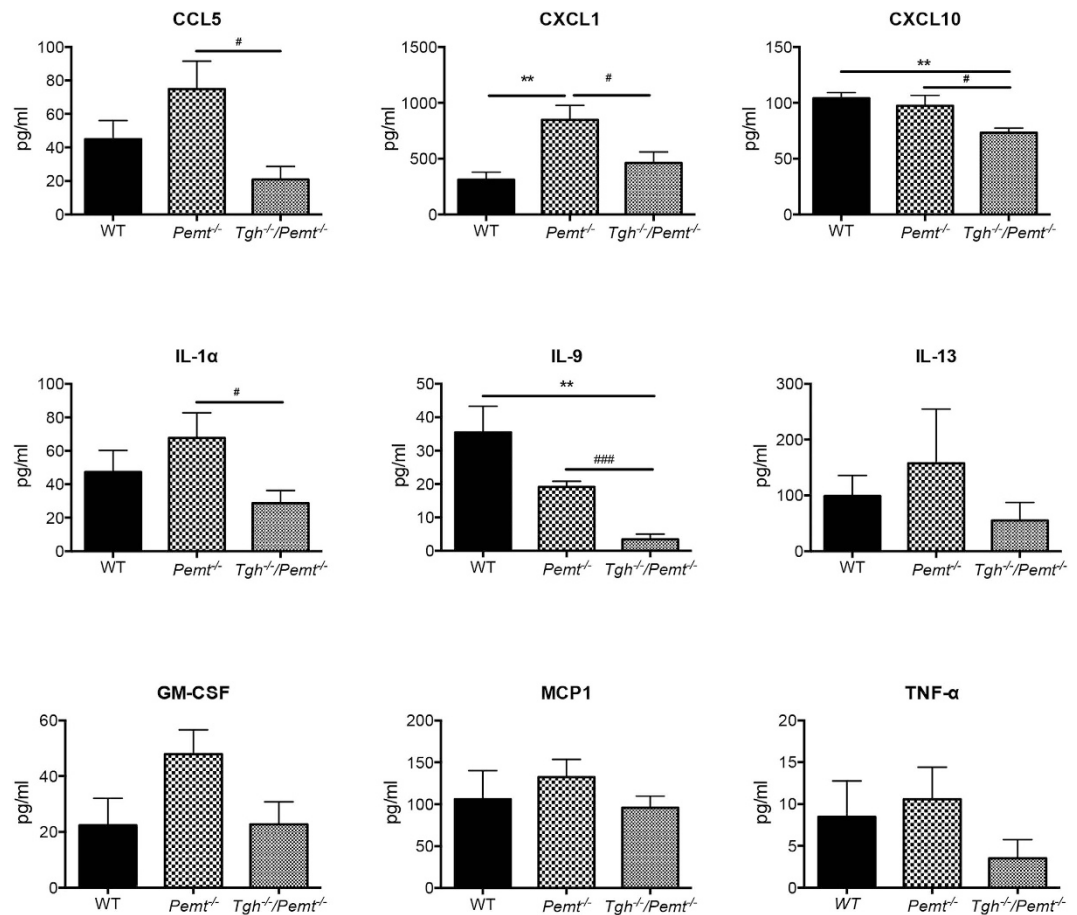 CCL5
#
100
80
60
40
20
0
pg/ml
WT
Pemt-/-
Tgh-/-/Pemt-/-
CXCL1
**
#
1500
1000
500
0
pg/ml
WT
Pemt-/-
Tgh-/-/Pemt-/-
CXCL10
**
#
150
100
50
0
pg/ml
WT
Pemt-/-
Tgh-/-/Pemt-/-
IL-1α
#
100
80
60
40
20
0
pg/ml
WT
Pemt-/-
Tgh-/-/Pemt-/-
IL-9
**
###
50
40
30
20
10
0
pg/ml
WT
Pemt-/-
Tgh-/-/Pemt-/-
IL-13
300
200
100
0
pg/ml
WT
Pemt-/-
Tgh-/-/Pemt-/-
GM-CSF
60
40
20
0
pg/ml
WT
Pemt-/-
Tgh-/-/Pemt-/-
MCP1
200
150
100
50
0
pg/ml
WT
Pemt-/-
Tgh-/-/Pemt-/-
TNF-α
20
15
10
5
0
pg/ml
WT
Pemt-/-
Tgh-/-/Pemt-/-